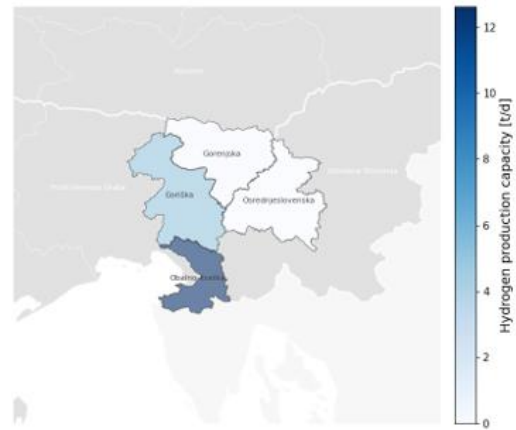 12
10
8
6
4
2
0
Hydrogen production capacity [t/d]
Gorenjska
Goriška
Osrednjeslovenska
Obalno-kraška